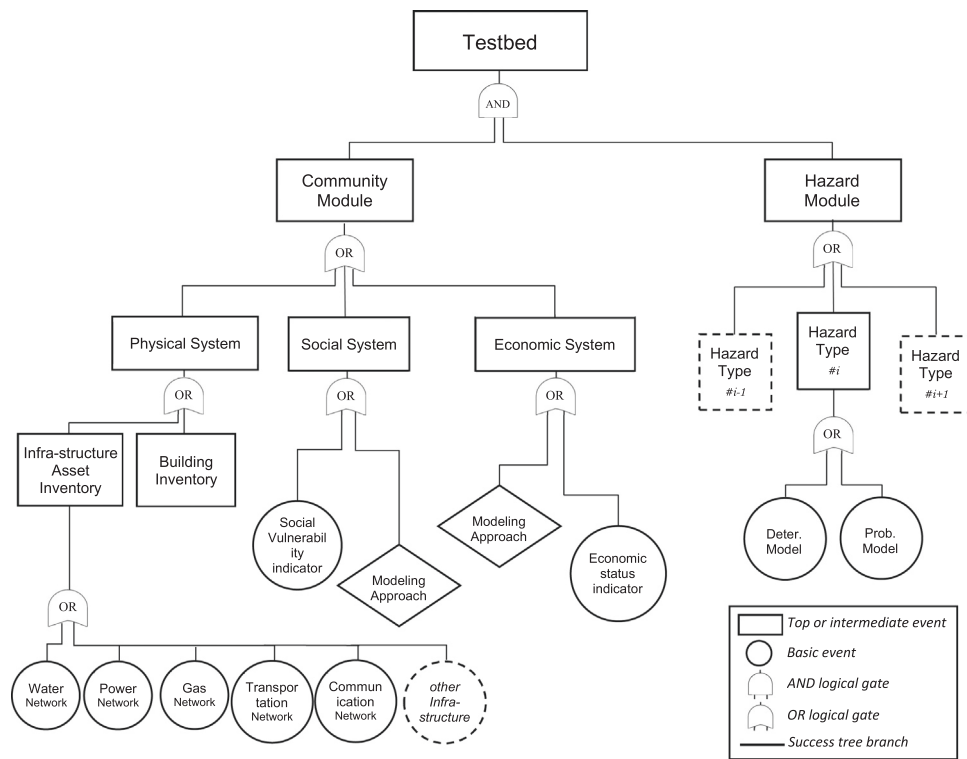 Testbed
AND
Community
Module
Hazard
Module
OR
OR
Physical System
Social System
Economic System
Hazard
Type
#i-1
Hazard
Type
#i
Hazard
Type
#i+1
OR
OR
OR
OR
Infra-structure
Asset
Inventory
Building
Inventory
Social
Vulnerabil
ity
indicator
Modeling
Approach
Modeling
Approach
Economic
status
indicator
Deter.
Model
Prob.
Model
OR
Water
Network
Power
Network
Gas
Network
Transpor
tation
Network
Commun
ication
Network
other
Infra-
structure
Top or intermediate event
Basic event
AND logical gate
OR logical gate
Success tree branch